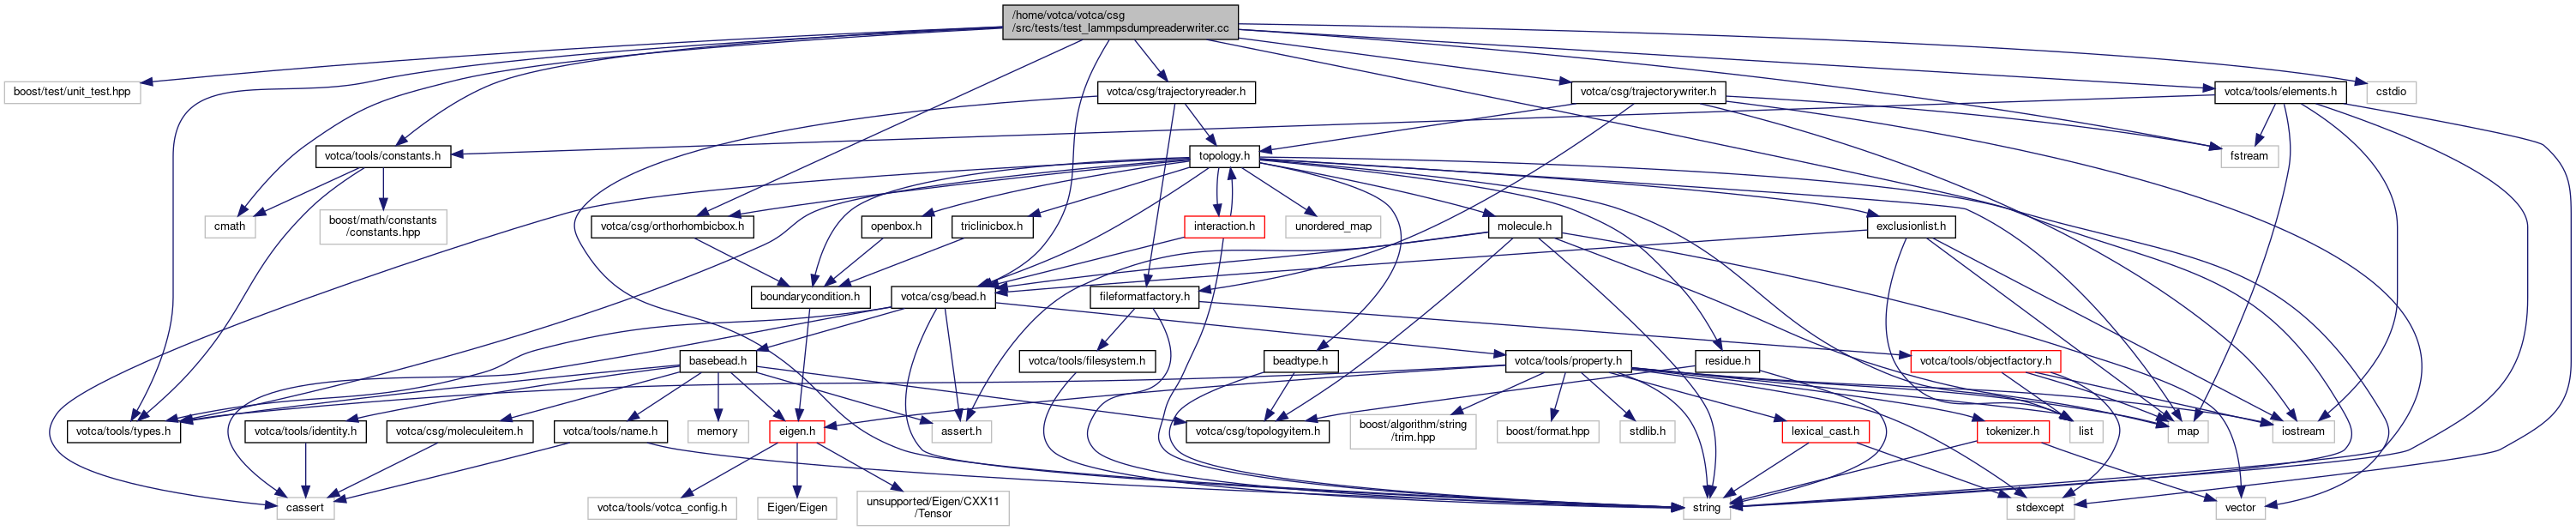 /home/votca/votca/csg
/src/tests/test_lammpsdumpreaderwriter.cc
boost/test/unit_test.hpp
votca/csg/trajectoryreader.h
votca/csg/trajectorywriter.h
votca/tools/elements.h
cstdio
votca/tools/constants.h
topology.h
fstream
cmath
boost/math/constants
/constants.hpp
votca/csg/orthorhombicbox.h
openbox.h
triclinicbox.h
interaction.h
unordered_map
molecule.h
exclusionlist.h
boundarycondition.h
votca/csg/bead.h
fileformatfactory.h
basebead.h
votca/tools/filesystem.h
beadtype.h
votca/tools/property.h
residue.h
votca/tools/objectfactory.h
votca/tools/types.h
votca/tools/identity.h
votca/csg/moleculeitem.h
votca/tools/name.h
memory
eigen.h
assert.h
votca/csg/topologyitem.h
boost/algorithm/string
/trim.hpp
boost/format.hpp
stdlib.h
lexical_cast.h
tokenizer.h
list
map
iostream
cassert
votca/tools/votca_config.h
Eigen/Eigen
unsupported/Eigen/CXX11
/Tensor
string
stdexcept
vector